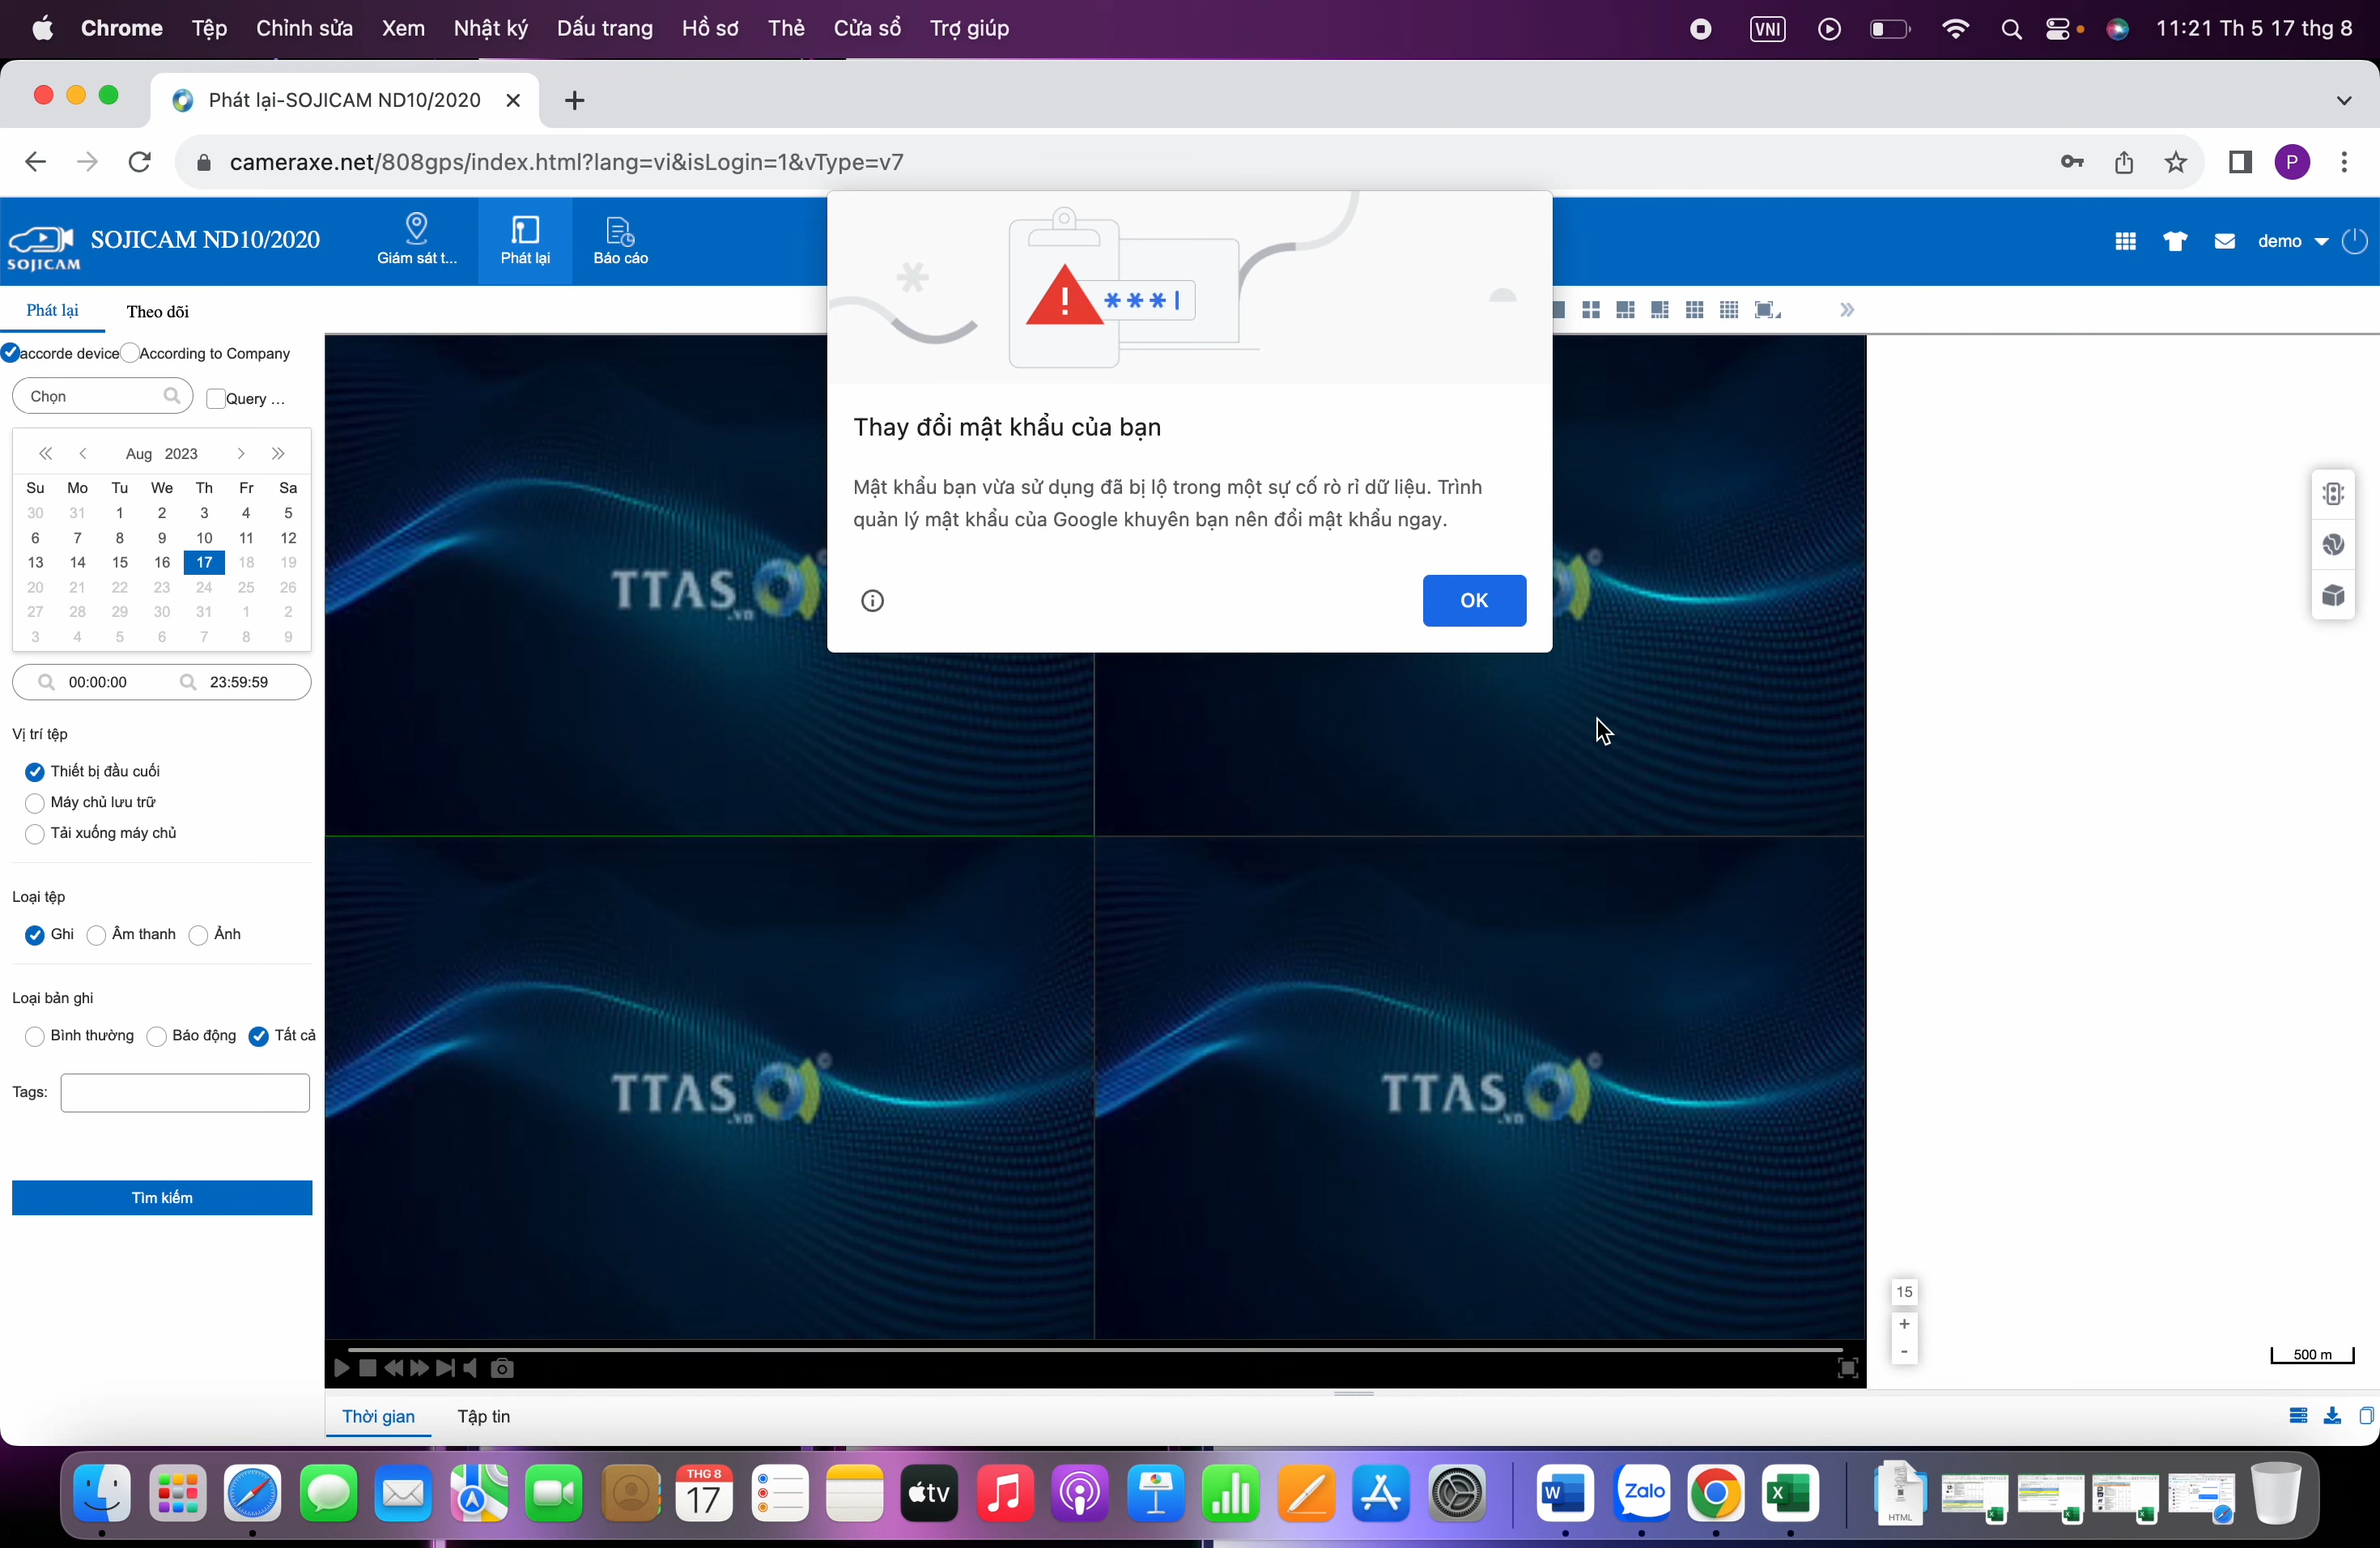 Chrome Tệp Chỉnh sửa Xem Nhật ký Dấu trang Hồ sơ Thẻ Cửa sổ Trợ giúp VNI 11:21 Th 5 17 thg 8
Phát lại-SOJICAM ND10/2020
cameraxe.net/808gps/index.html?lang=vi&isLogin=1&vType=v7 P
SOJICAM SOJICAM ND10/2020 Giám sát t... Phát lại Báo cáo demo
Phát lại Theo dõi
accorde device According to Company
Chọn Query ...
Aug 2023
Su Mo Tu We Th Fr Sa
30 31 1 2 3 4 5
6 7 8 9 10 11 12
13 14 15 16 17 18 19
20 21 22 23 24 25 26
27 28 29 30 31 1 2
3 4 5 6 7 8 9
00:00:00 23:59:59
Vị trí tệp
Thiết bị đầu cuối
Máy chủ lưu trữ
Tải xuống máy chủ
Loại tệp
Ghi Âm thanh Ảnh
Loại bản ghi
Bình thường Báo động Tất cả
Tags:
Tìm kiếm
***
Thay đổi mật khẩu của bạn
Mật khẩu bạn vừa sử dụng đã bị lộ trong một sự cố rò rỉ dữ liệu. Trình
quản lý mật khẩu của Google khuyên bạn nên đổi mật khẩu ngay.
OK
TTAS .vn
TTAS .vn ©
TTAS .vn ©
15
+
-
500 m
Thời gian Tập tin
THG 8
17
tv
W
Zalo
X
HTML